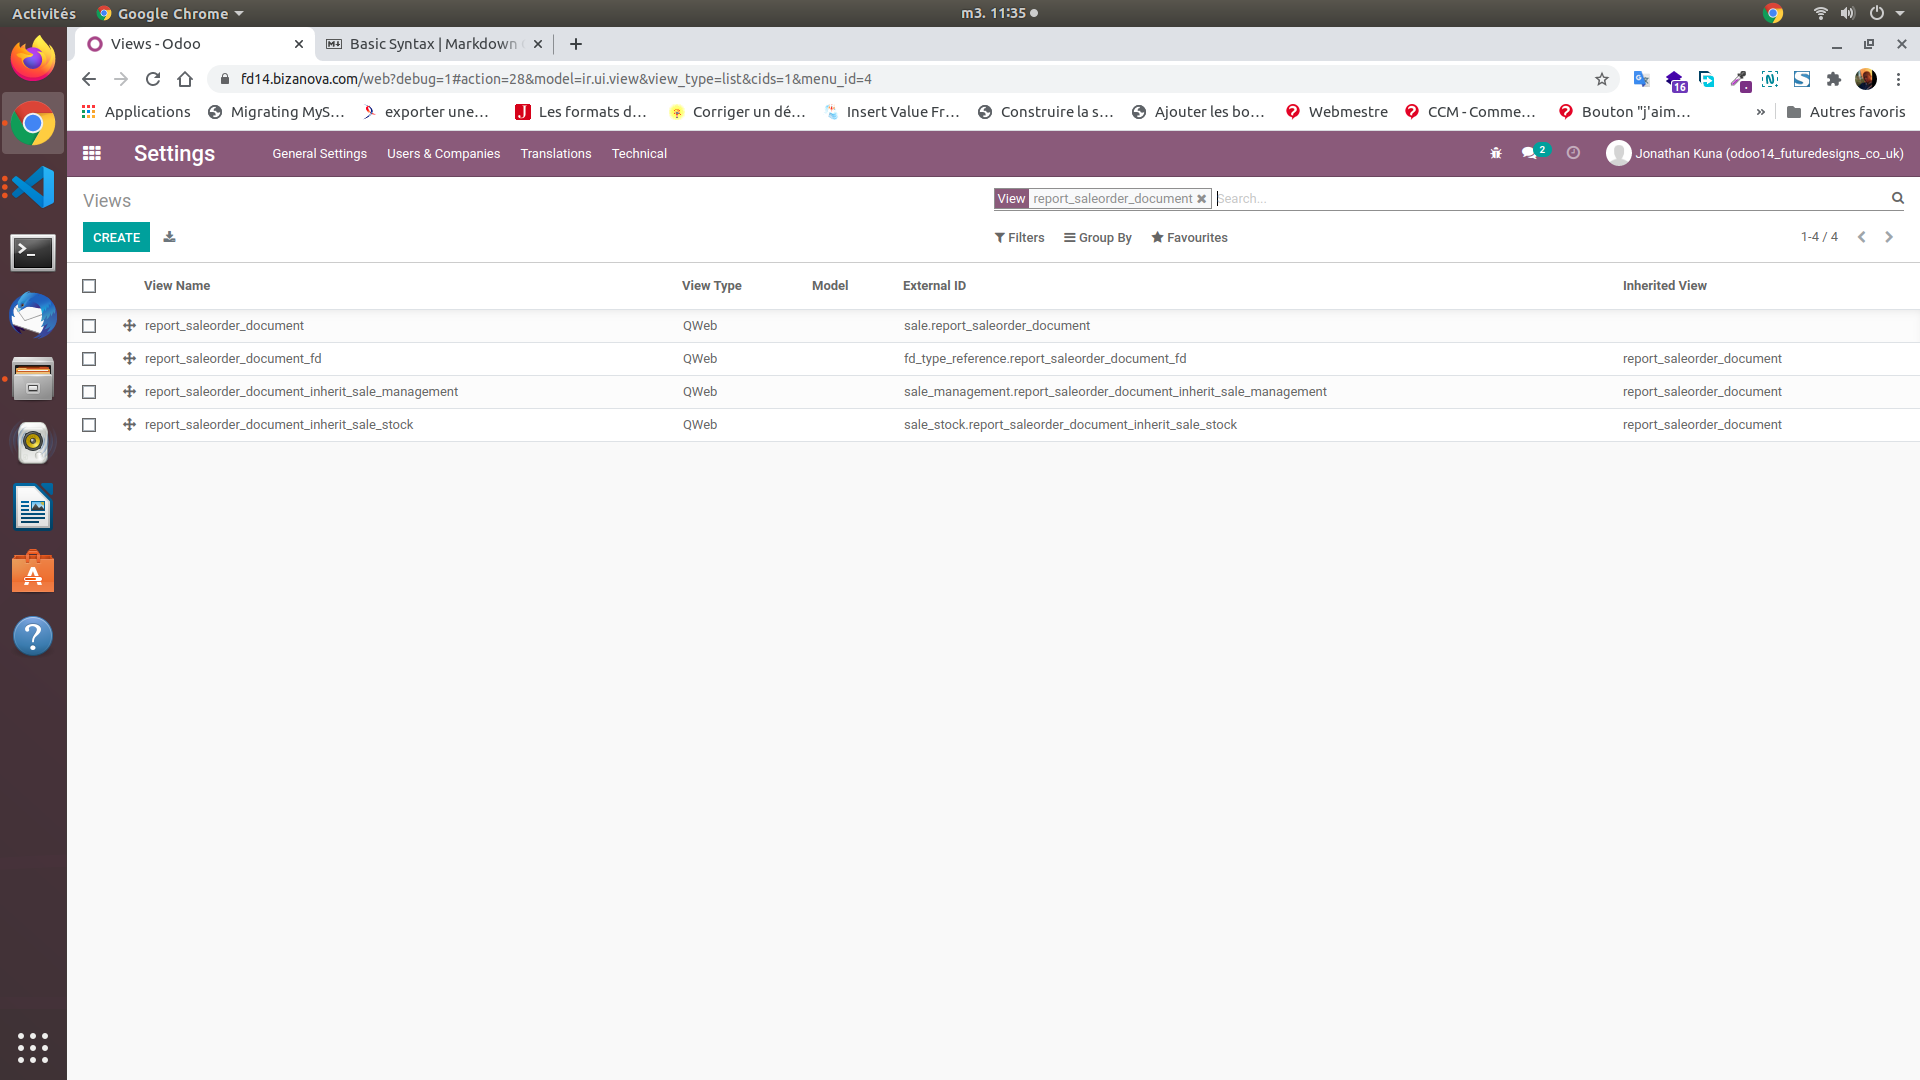 Activités Google Chrome m3. 11:35
Views - Odoo Basic Syntax | Markdown
fd14.bizanova.com/web?debug=1#action=28&model=ir.ui.view&view_type=list&cids=1&menu_id=4 16
Applications Migrating MyS… exporter une… Les formats d… Corriger un dé… Insert Value Fr… Construire la s… Ajouter les bo… Webmestre CCM - Comme… Bouton "j'aim… » Autres favoris
Settings General Settings Users & Companies Translations Technical 2 Jonathan Kuna (odoo14_futuredesigns_co_uk)
Views View report_saleorder_document Search...
CREATE Filters Group By Favourites 1-4 / 4
View Name View Type Model External ID Inherited View
report_saleorder_document QWeb sale.report_saleorder_document
report_saleorder_document_fd QWeb fd_type_reference.report_saleorder_document_fd report_saleorder_document
report_saleorder_document_inherit_sale_management QWeb sale_management.report_saleorder_document_inherit_sale_management report_saleorder_document
report_saleorder_document_inherit_sale_stock QWeb sale_stock.report_saleorder_document_inherit_sale_stock report_saleorder_document